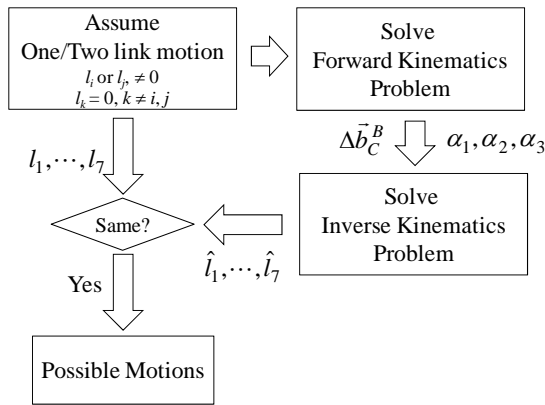 Assume
One/Two link motion
l_i or l_j, ≠0
l_k = 0, k ≠ i, j
Solve
Forward Kinematics
Problem
l_1,⋯,l_7
Δb⃗_C^B α_1,α_2,α_3
Solve
Inverse Kinematics
Problem
Same?
l̂_1,⋯,l̂_7
Yes
Possible Motions